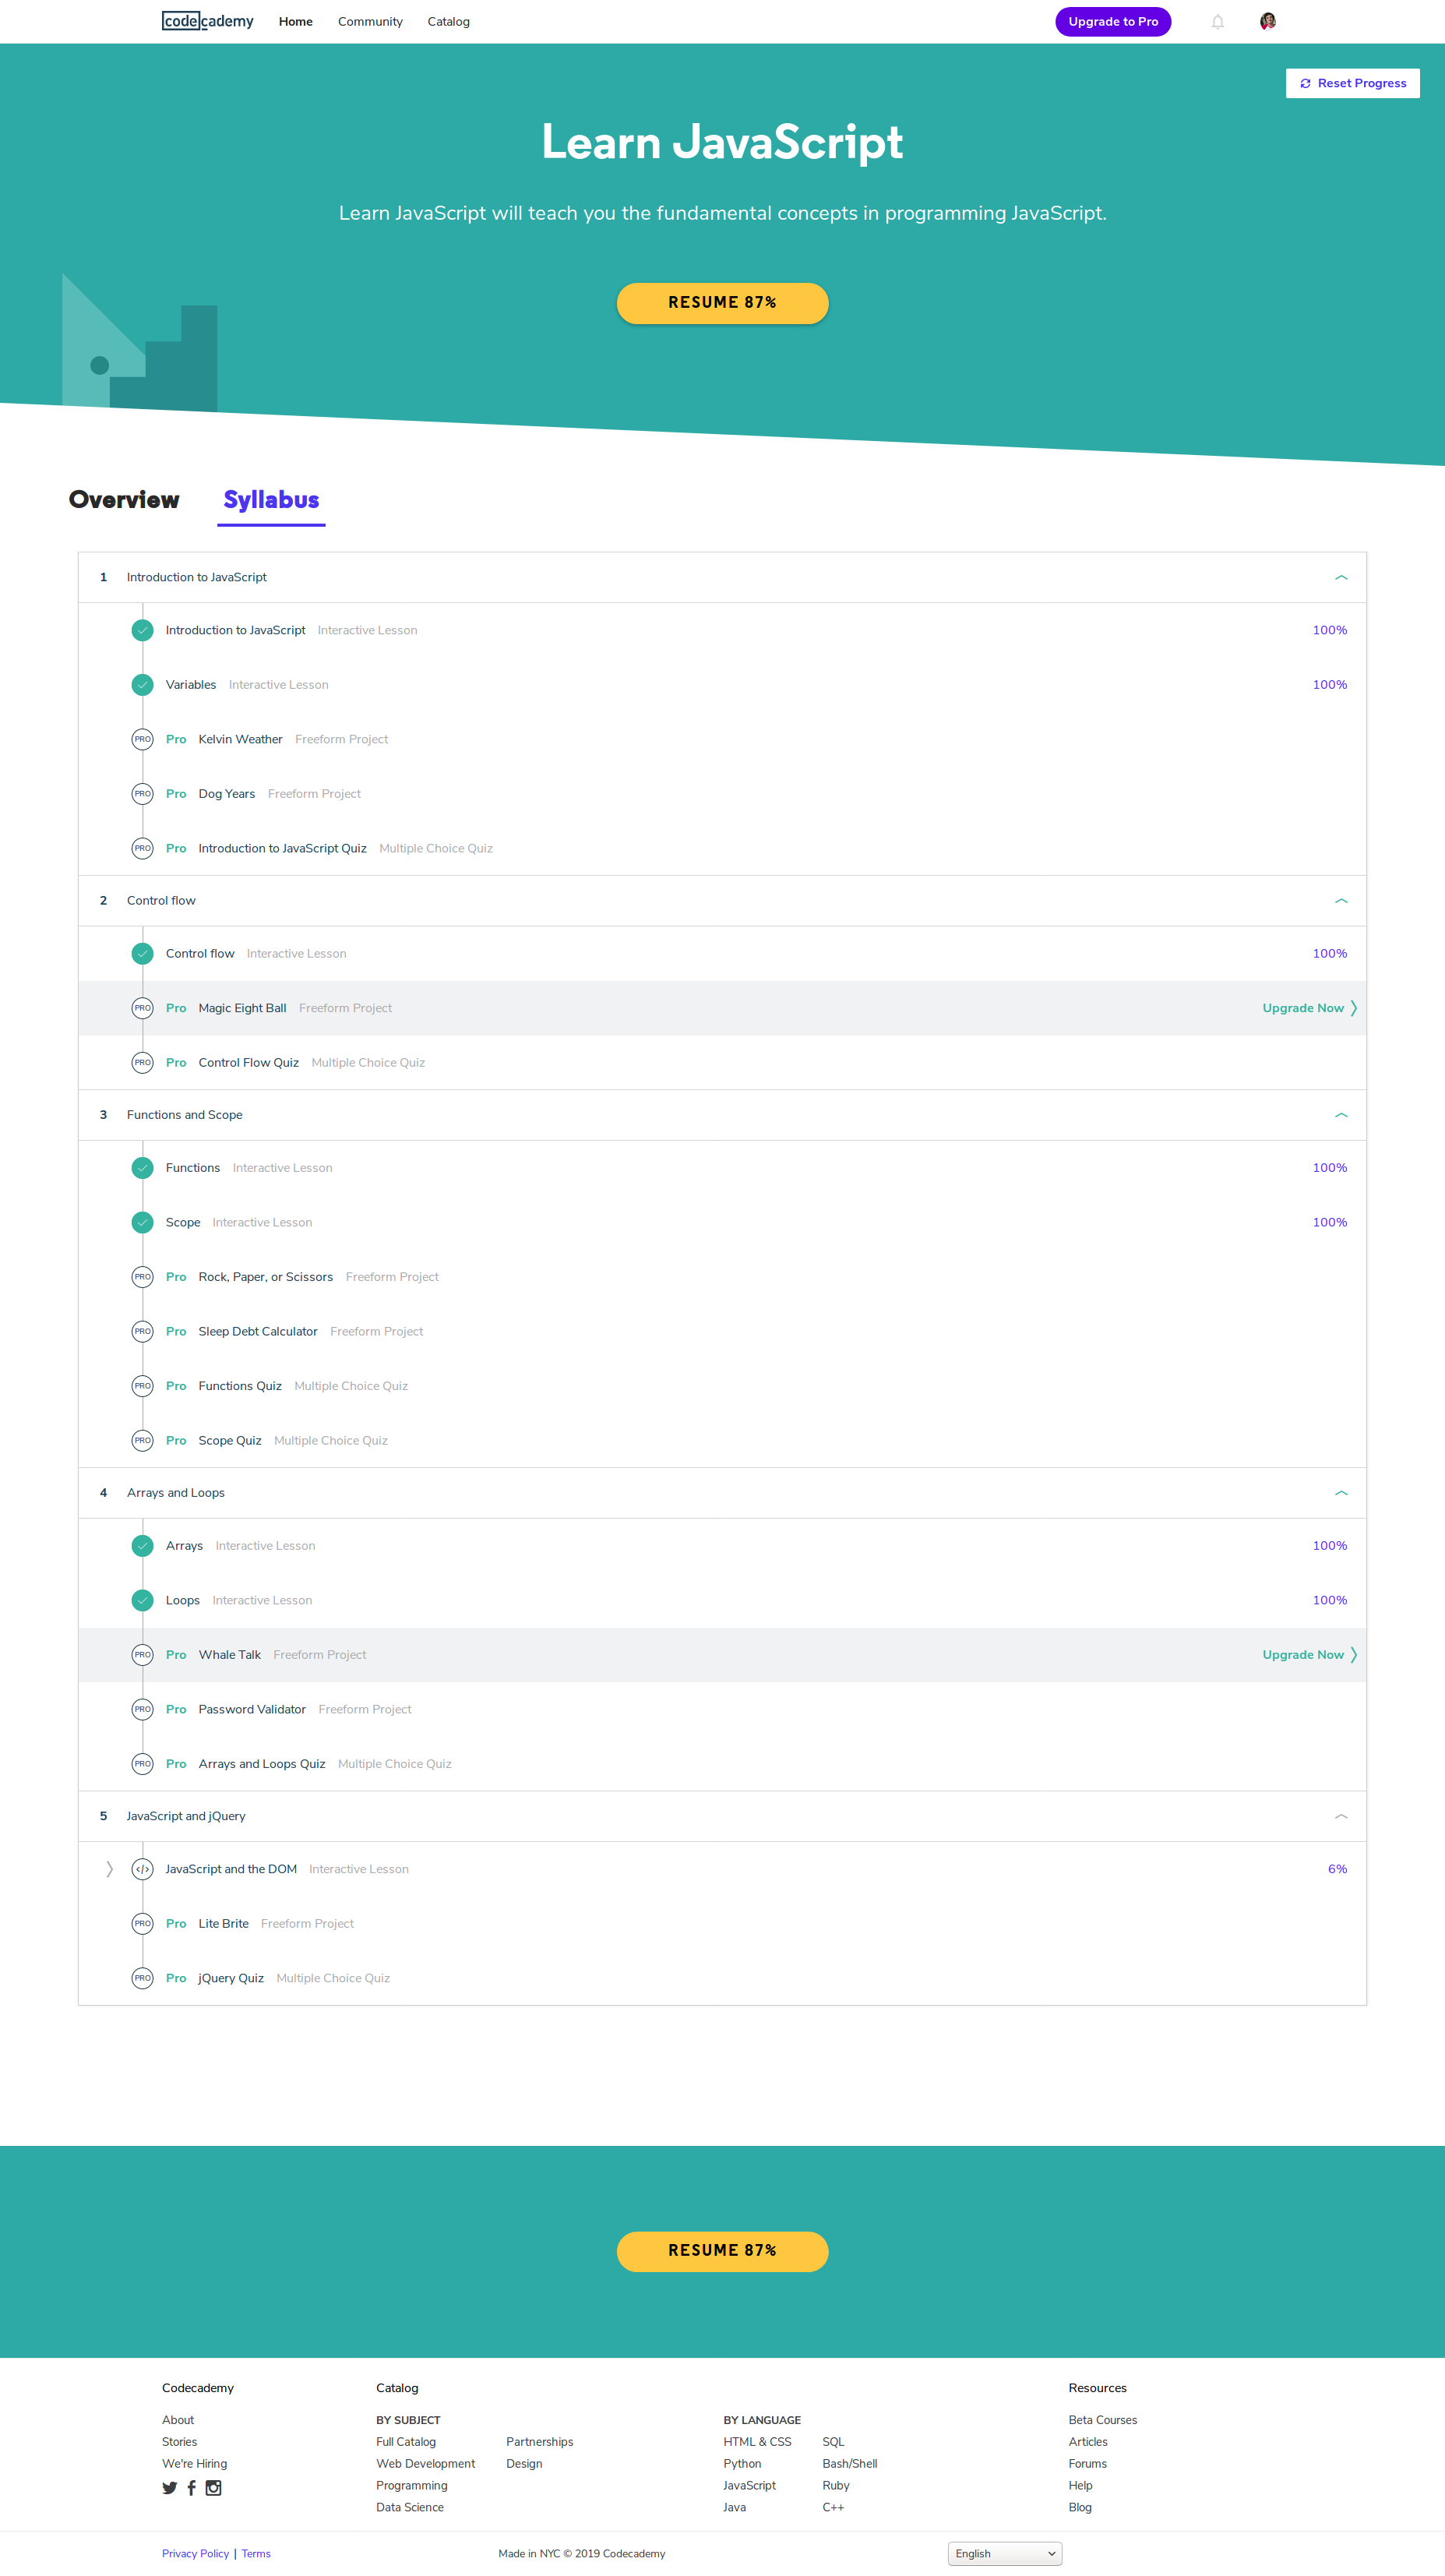 codecademy Home Community Catalog Upgrade to Pro
Reset Progress
Learn JavaScript
Learn JavaScript will teach you the fundamental concepts in programming JavaScript.
RESUME 87%
Overview Syllabus
1 Introduction to JavaScript
Introduction to JavaScript Interactive Lesson 100%
Variables Interactive Lesson 100%
PRO Pro Kelvin Weather Freeform Project
PRO Pro Dog Years Freeform Project
PRO Pro Introduction to JavaScript Quiz Multiple Choice Quiz
2 Control flow
Control flow Interactive Lesson 100%
PRO Pro Magic Eight Ball Freeform Project Upgrade Now
PRO Pro Control Flow Quiz Multiple Choice Quiz
3 Functions and Scope
Functions Interactive Lesson 100%
Scope Interactive Lesson 100%
PRO Pro Rock, Paper, or Scissors Freeform Project
PRO Pro Sleep Debt Calculator Freeform Project
PRO Pro Functions Quiz Multiple Choice Quiz
PRO Pro Scope Quiz Multiple Choice Quiz
4 Arrays and Loops
Arrays Interactive Lesson 100%
Loops Interactive Lesson 100%
PRO Pro Whale Talk Freeform Project Upgrade Now
PRO Pro Password Validator Freeform Project
PRO Pro Arrays and Loops Quiz Multiple Choice Quiz
5 JavaScript and jQuery
</> JavaScript and the DOM Interactive Lesson 6%
PRO Pro Lite Brite Freeform Project
PRO Pro jQuery Quiz Multiple Choice Quiz
RESUME 87%
Codecademy Catalog Resources
About BY SUBJECT BY LANGUAGE Beta Courses
Stories Full Catalog Partnerships HTML & CSS SQL Articles
We're Hiring Web Development Design Python Bash/Shell Forums
Programming JavaScript Ruby Help
Data Science Java C++ Blog
Privacy Policy | Terms Made in NYC © 2019 Codecademy English